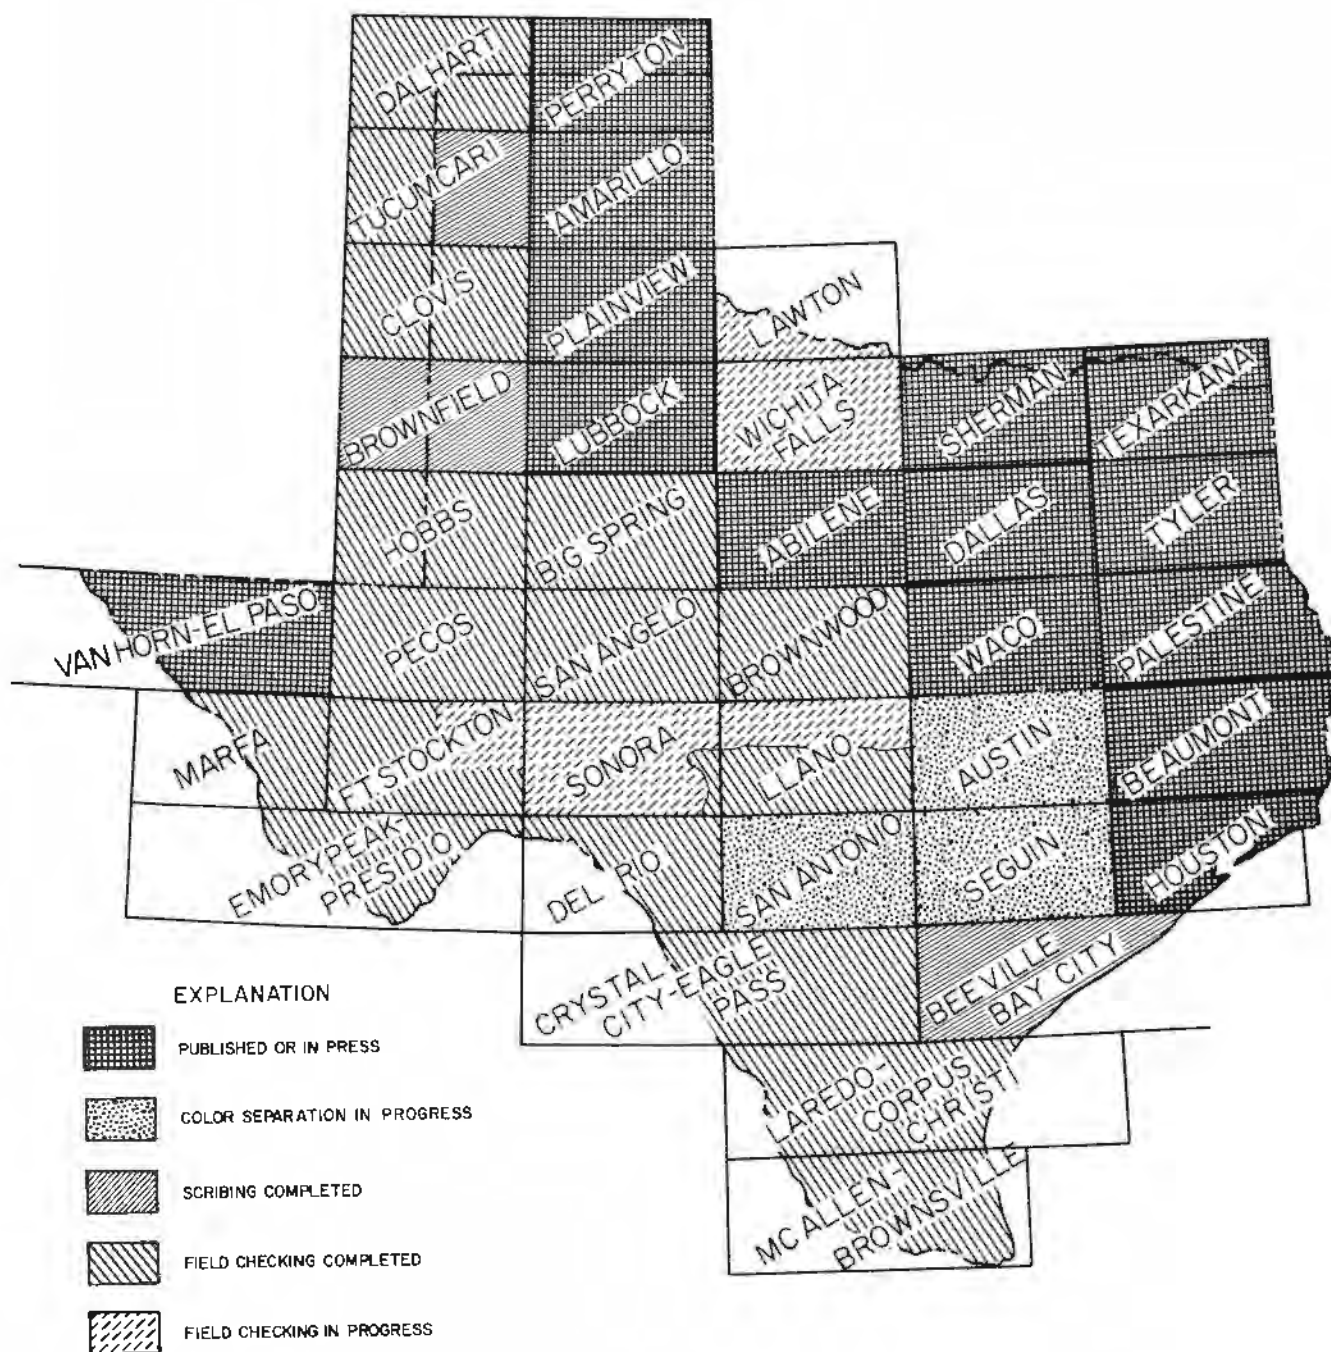 DALHART
PERRYTON
TUCUMCARI
AMARILLO
CLOVIS
PLAINVIEW
LAWTON
BROWNFIELD
LUBBOCK
WICHITA
FALLS
SHERMAN
TEXARKANA
HOBBS
BIG SPRING
ABILENE
DALLAS
TYLER
VAN HORN-EL PASO
PECOS
SAN ANGELO
BROWNWOOD
WACO
PALESTINE
MARFA
FT STOCKTON
SONORA
LLANO
AUSTIN
BEAUMONT
EMORY PEAK-
PRESIDIO
DEL RIO
SAN ANTONIO
SEGUIN
HOUSTON
CRYSTAL
CITY-EAGLE
PASS
BEEVILLE
BAY CITY
LAREDO-
CORPUS
CHRISTI
MC ALLEN-
BROWNSVILLE
EXPLANATION
PUBLISHED OR IN PRESS
COLOR SEPARATION IN PROGRESS
SCRIBING COMPLETED
FIELD CHECKING COMPLETED
FIELD CHECKING IN PROGRESS